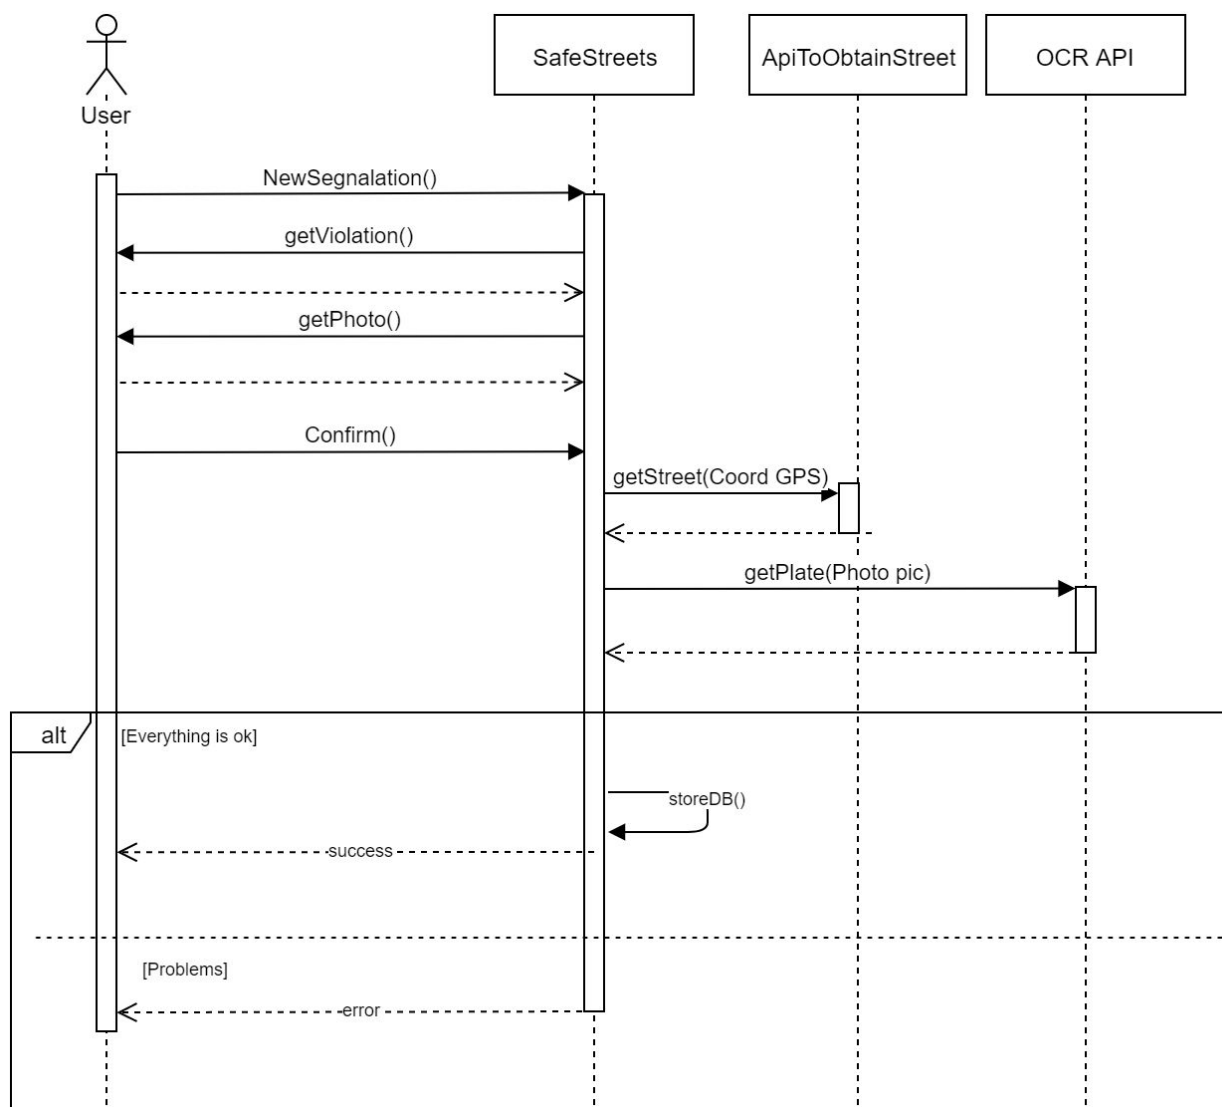 User
SafeStreets
ApiToObtainStreet
OCR API
NewSegnalation()
getViolation()
getPhoto()
Confirm()
getStreet(Coord GPS)
getPlate(Photo pic)
alt
[Everything is ok]
storeDB()
success
[Problems]
error